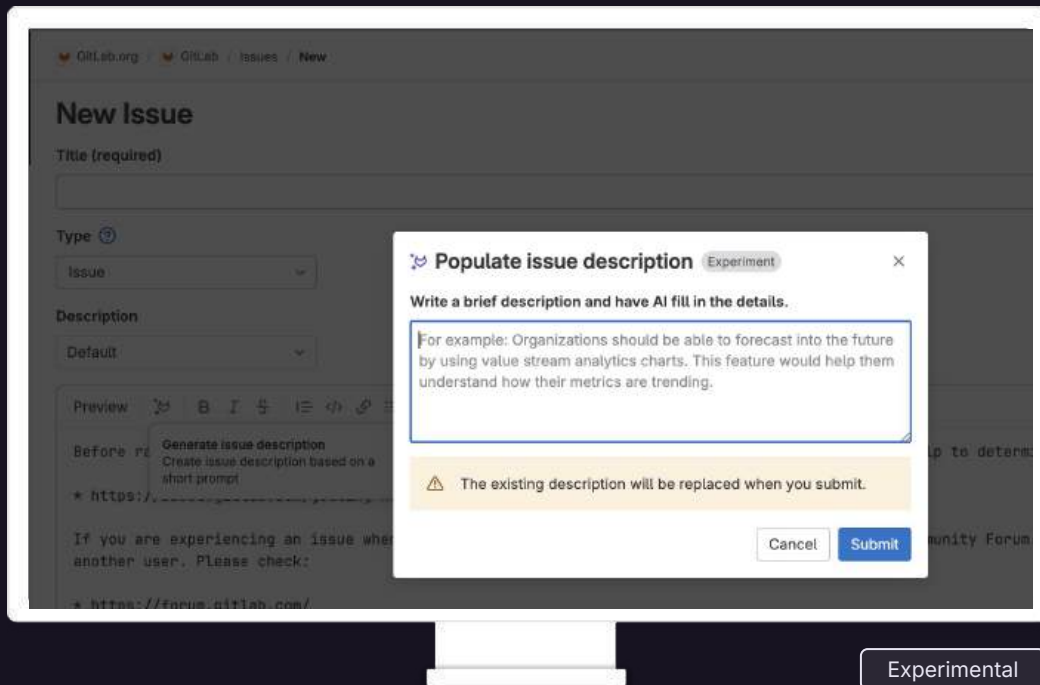 GitLab.org / GitLab / Issues / New
New Issue
Title (required)
Type
Issue
Description
Default
Preview
Generate issue description
Create issue description based on a
short prompt
Before
* https:/
If you are experiencing an issue
another user. Please check:
* https://forum.gitlab.com/
p to
munity Forum
Populate issue description Experiment
Write a brief description and have AI fill in the details.
For example: Organizations should be able to forecast into the future
by using value stream analytics charts. This feature would help them
understand how their metrics are trending.
The existing description will be replaced when you submit.
Cancel Submit
Experimental